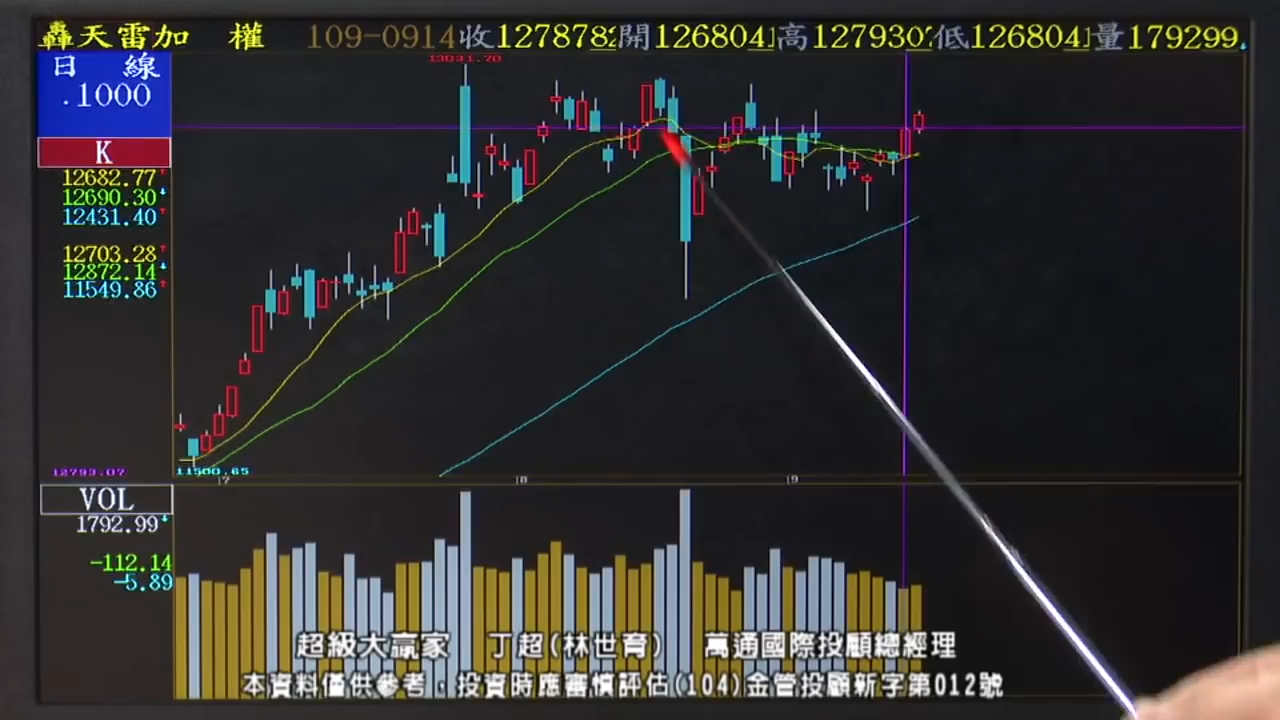 轟天雷加 權 109-0914收127878開126804高127930低126804量179299
13031.70
日 線
.1000
K
12682.77
12690.30
12431.40
12703.28
12872.14
11549.86
12793.07 11500.65
7 8 9
VOL
1792.99
-112.14
-5.89
超級大贏家 丁超(林世育) 萬通國際投顧總經理
本資料僅供參考，投資時應審慎評估(104)金管投顧新字第012號